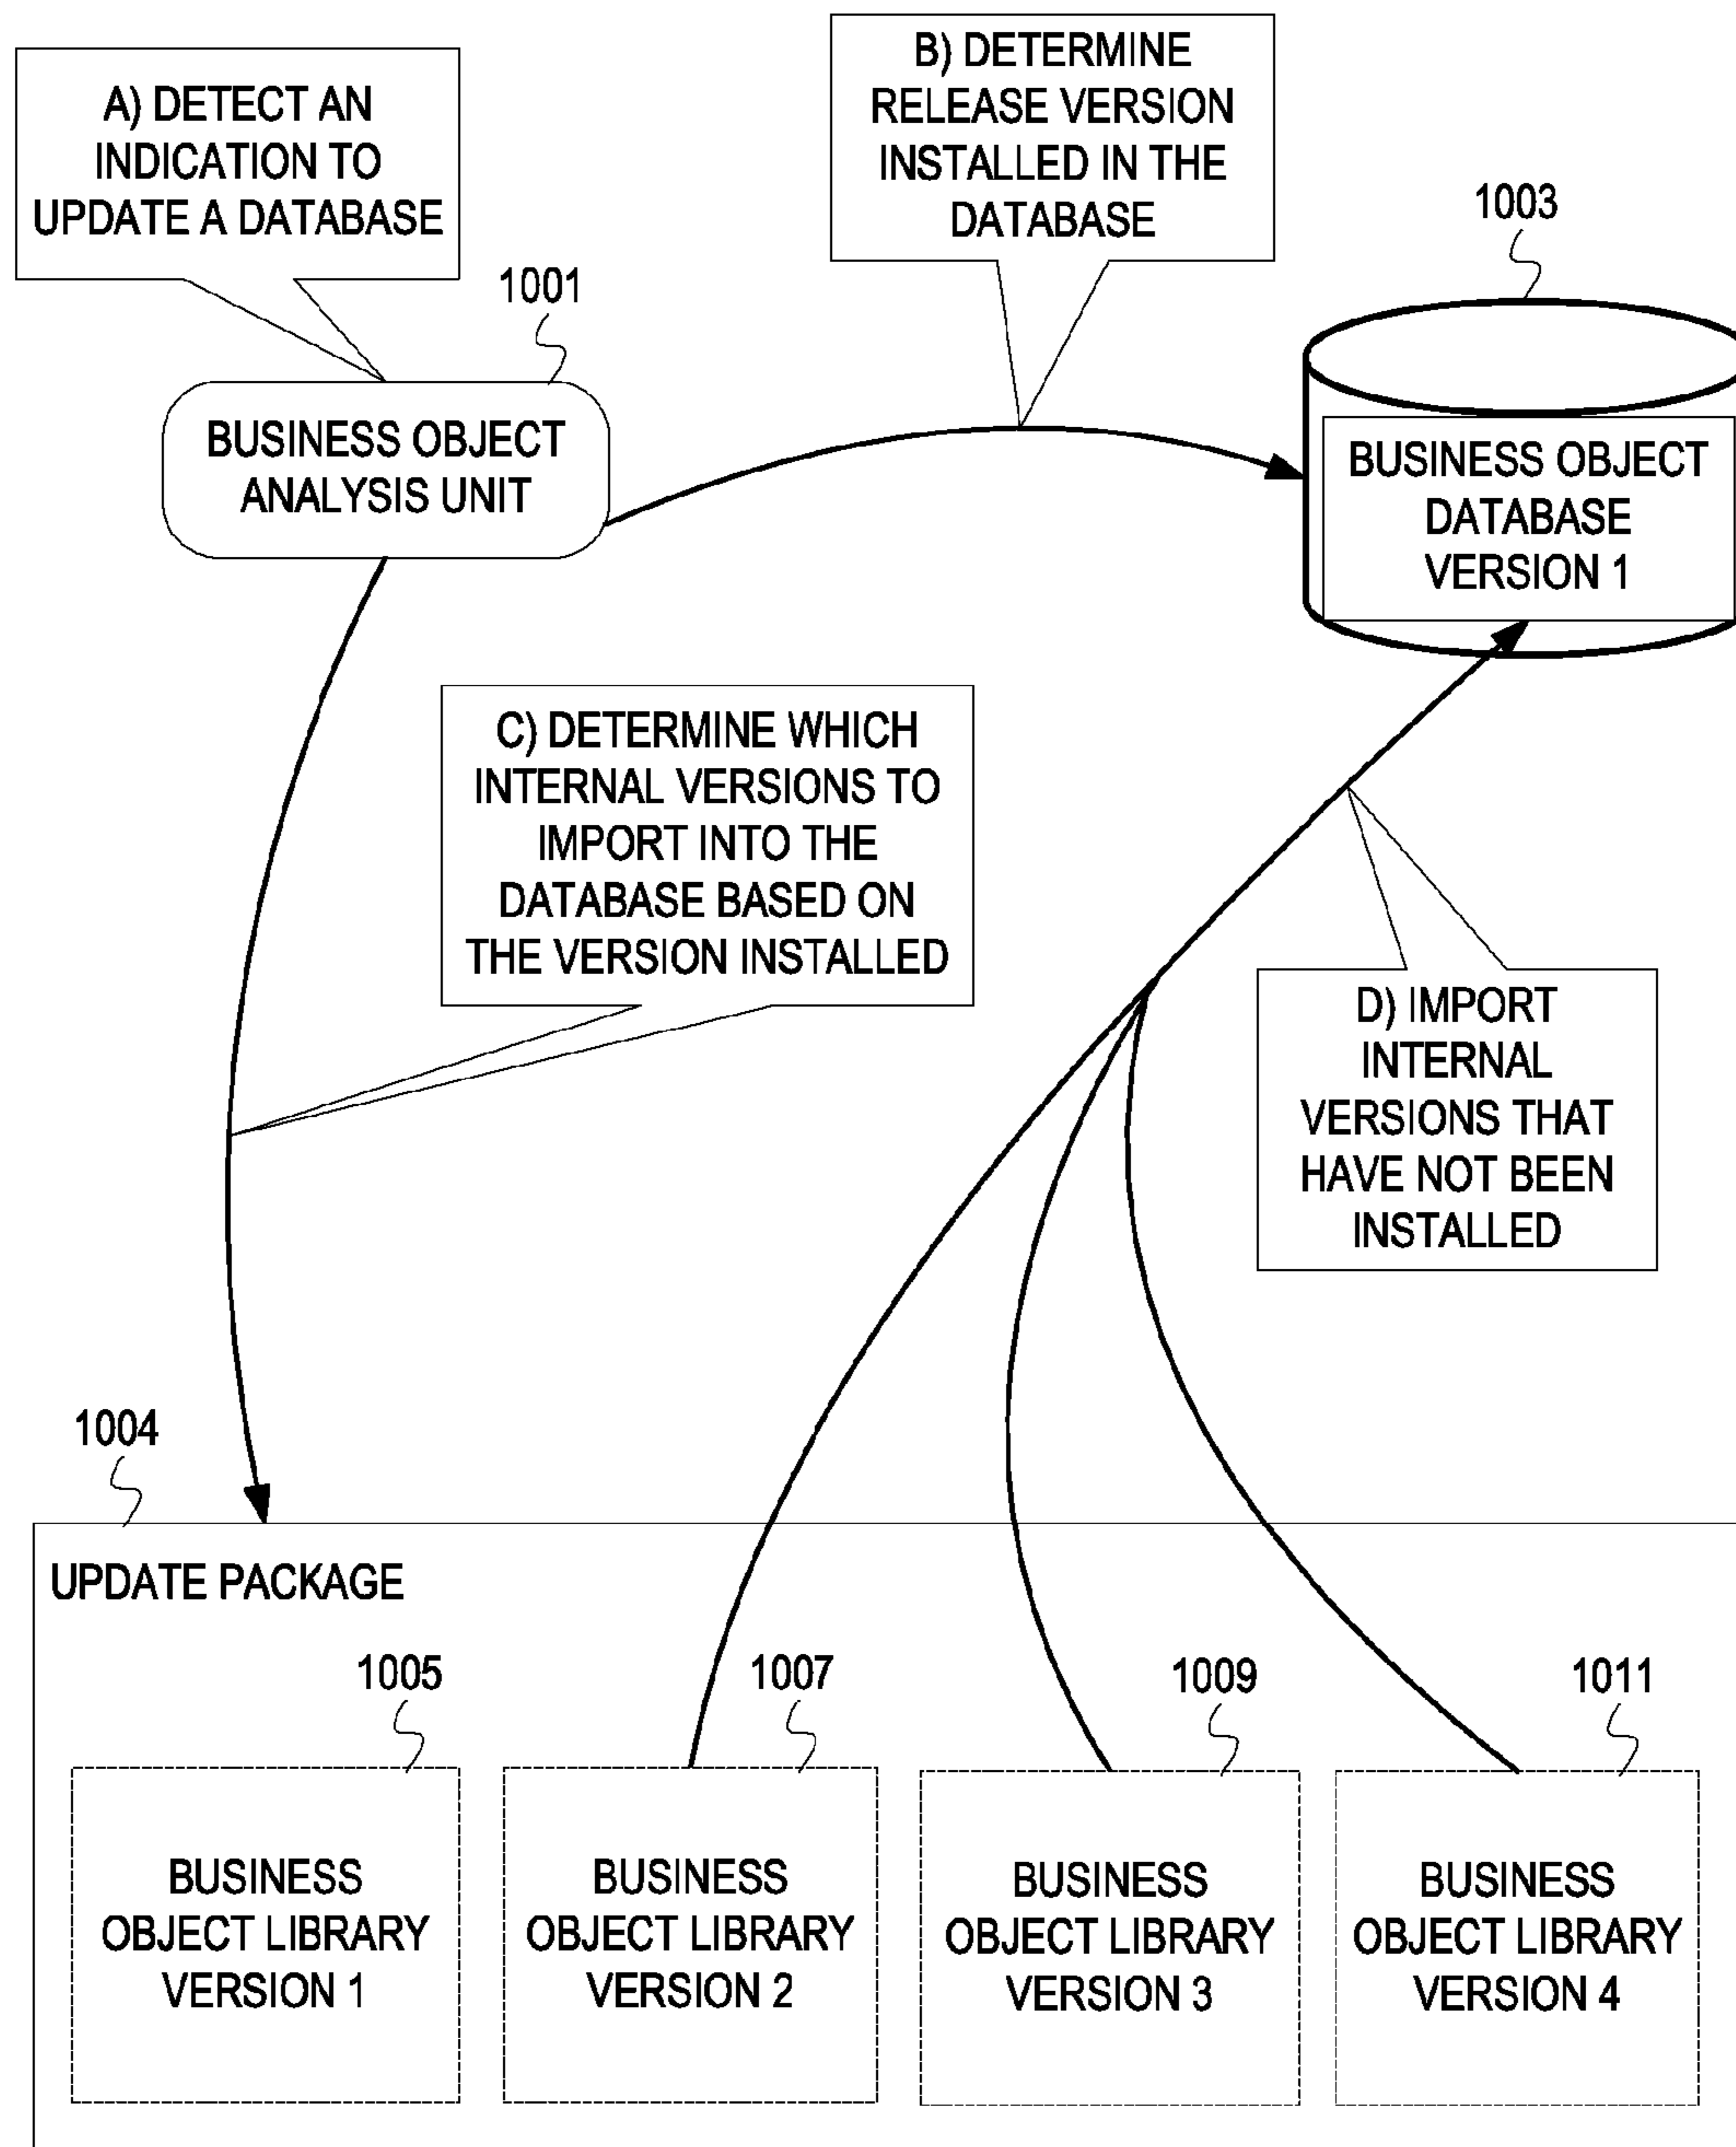 A) DETECT AN
INDICATION TO
UPDATE A DATABASE
B) DETERMINE
RELEASE VERSION
INSTALLED IN THE
DATABASE
1003
1001
BUSINESS OBJECT
ANALYSIS UNIT
BUSINESS OBJECT
DATABASE
VERSION 1
C) DETERMINE WHICH
INTERNAL VERSIONS TO
IMPORT INTO THE
DATABASE BASED ON
THE VERSION INSTALLED
D) IMPORT
INTERNAL
VERSIONS THAT
HAVE NOT BEEN
INSTALLED
1004
UPDATE PACKAGE
1005
1007
1009
1011
BUSINESS
OBJECT LIBRARY
VERSION 1
BUSINESS
OBJECT LIBRARY
VERSION 2
BUSINESS
OBJECT LIBRARY
VERSION 3
BUSINESS
OBJECT LIBRARY
VERSION 4